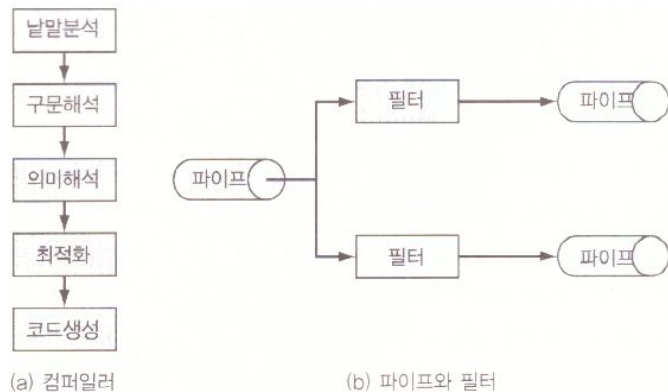 낱말분석
구문해석
의미해석
최적화
코드생성
(a) 컴퍼일러
필터
파이프
파이프
필터
파이프
(b) 파이프와 필터